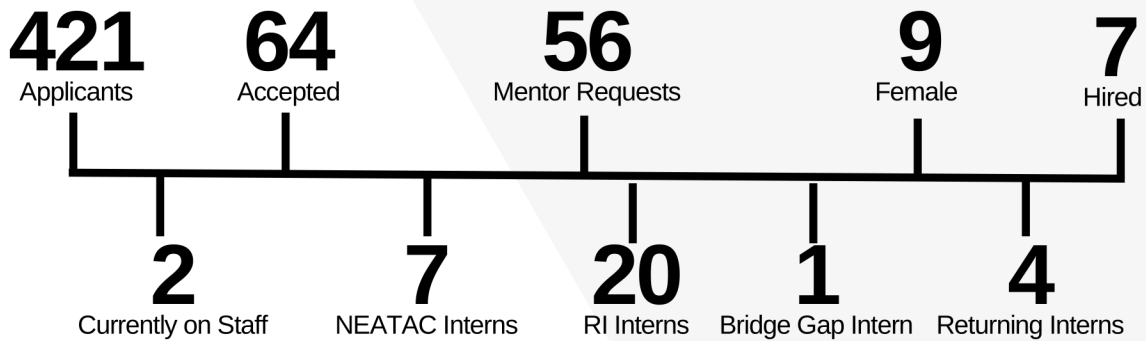 421
Applicants
64
Accepted
56
Mentor Requests
9
Female
7
Hired
2
Currently on Staff
7
NEATAC Interns
20
RI Interns
1
Bridge Gap Intern
4
Returning Interns